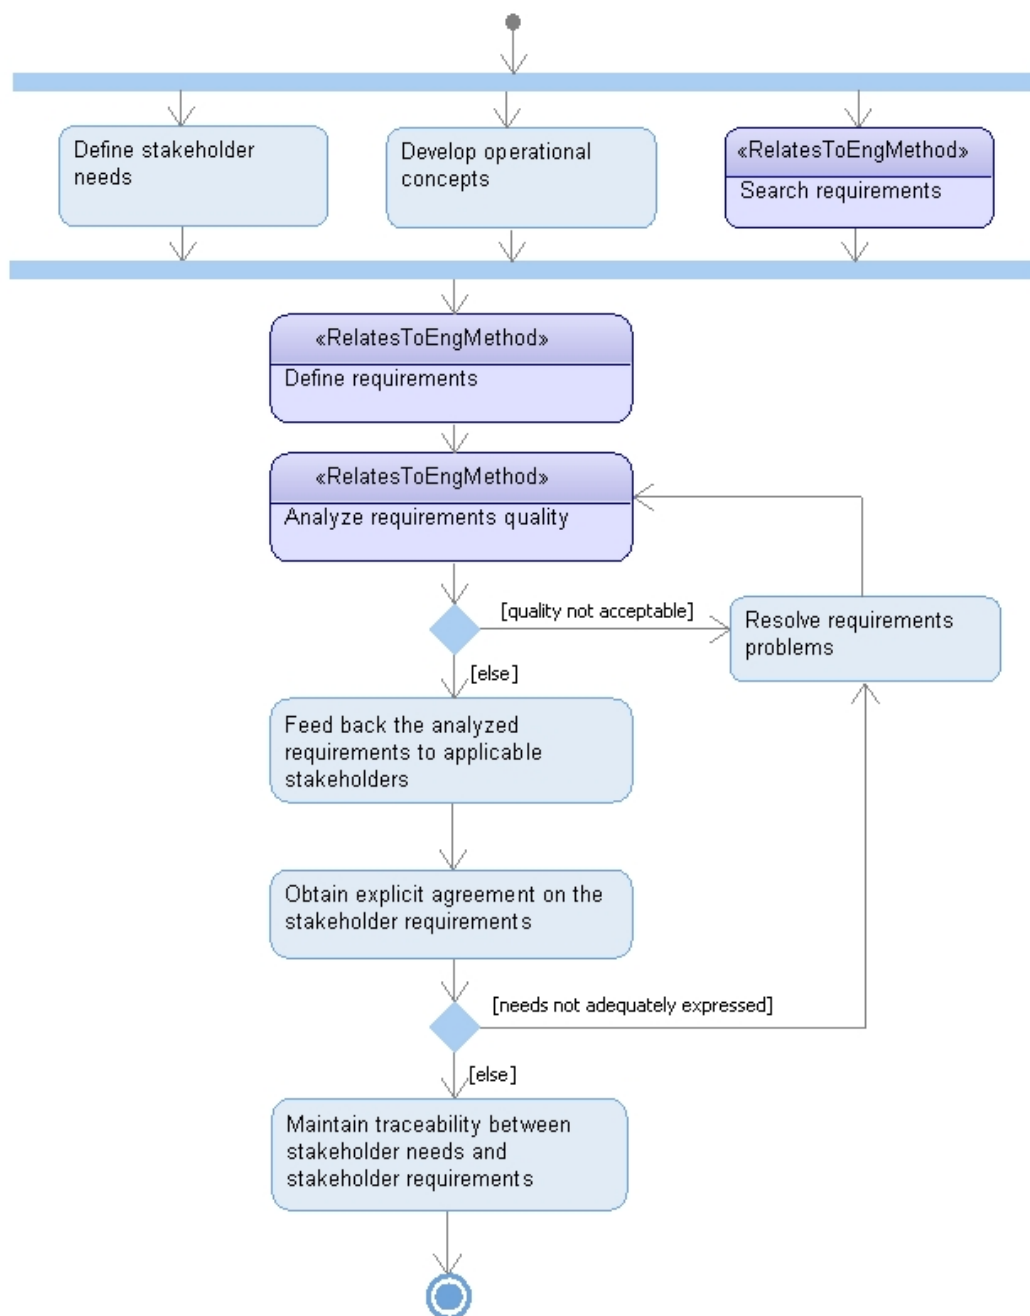 Define stakeholder
needs
Develop operational
concepts
«RelatesToEngMethod»
Search requirements
«RelatesToEngMethod»
Define requirements
«RelatesToEngMethod»
Analyze requirements quality
[quality not acceptable]
Resolve requirements
problems
[else]
Feed back the analyzed
requirements to applicable
stakeholders
Obtain explicit agreement on the
stakeholder requirements
[needs not adequately expressed]
[else]
Maintain traceability between
stakeholder needs and
stakeholder requirements